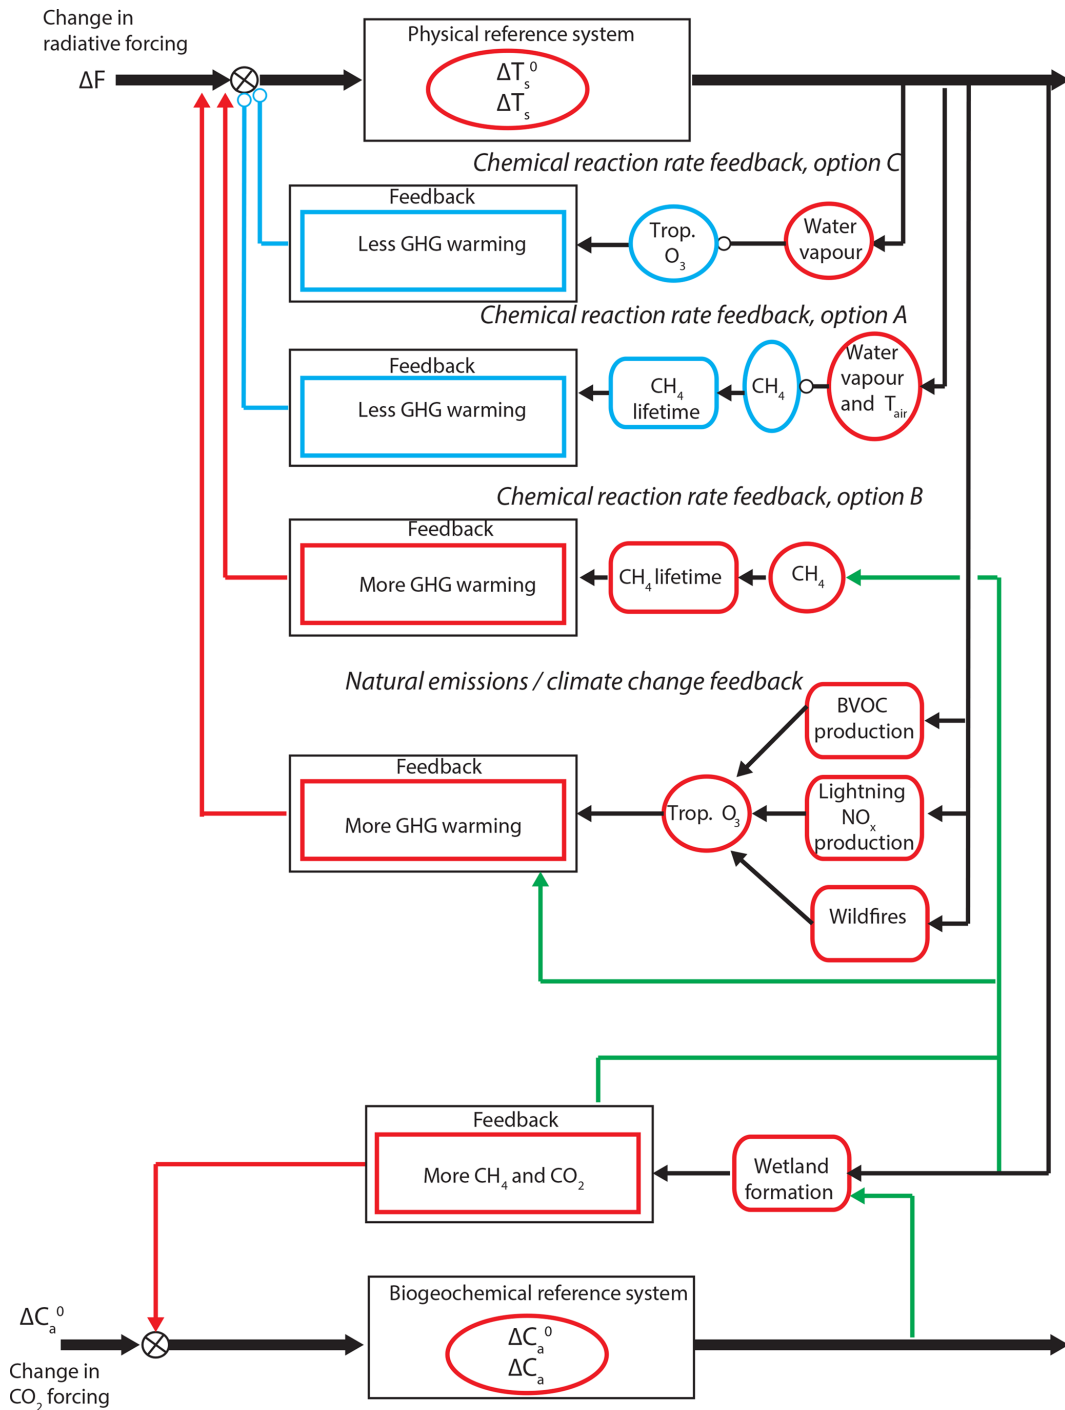 Change in
radiative forcing
ΔF
Physical reference system
ΔTₛ⁰
ΔTₛ
Chemical reaction rate feedback, option C
Feedback
Less GHG warming
Trop.
O₃
Water
vapour
Chemical reaction rate feedback, option A
Feedback
Less GHG warming
CH₄
lifetime
CH₄
Water
vapour
and Tair
Chemical reaction rate feedback, option B
Feedback
More GHG warming
CH₄ lifetime
CH₄
Natural emissions / climate change feedback
Feedback
More GHG warming
Trop. O₃
BVOC
production
Lightning
NOₓ
production
Wildfires
Feedback
More CH₄ and CO₂
Wetland
formation
ΔCₐ⁰
Change in
CO₂ forcing
Biogeochemical reference system
ΔCₐ⁰
ΔCₐ